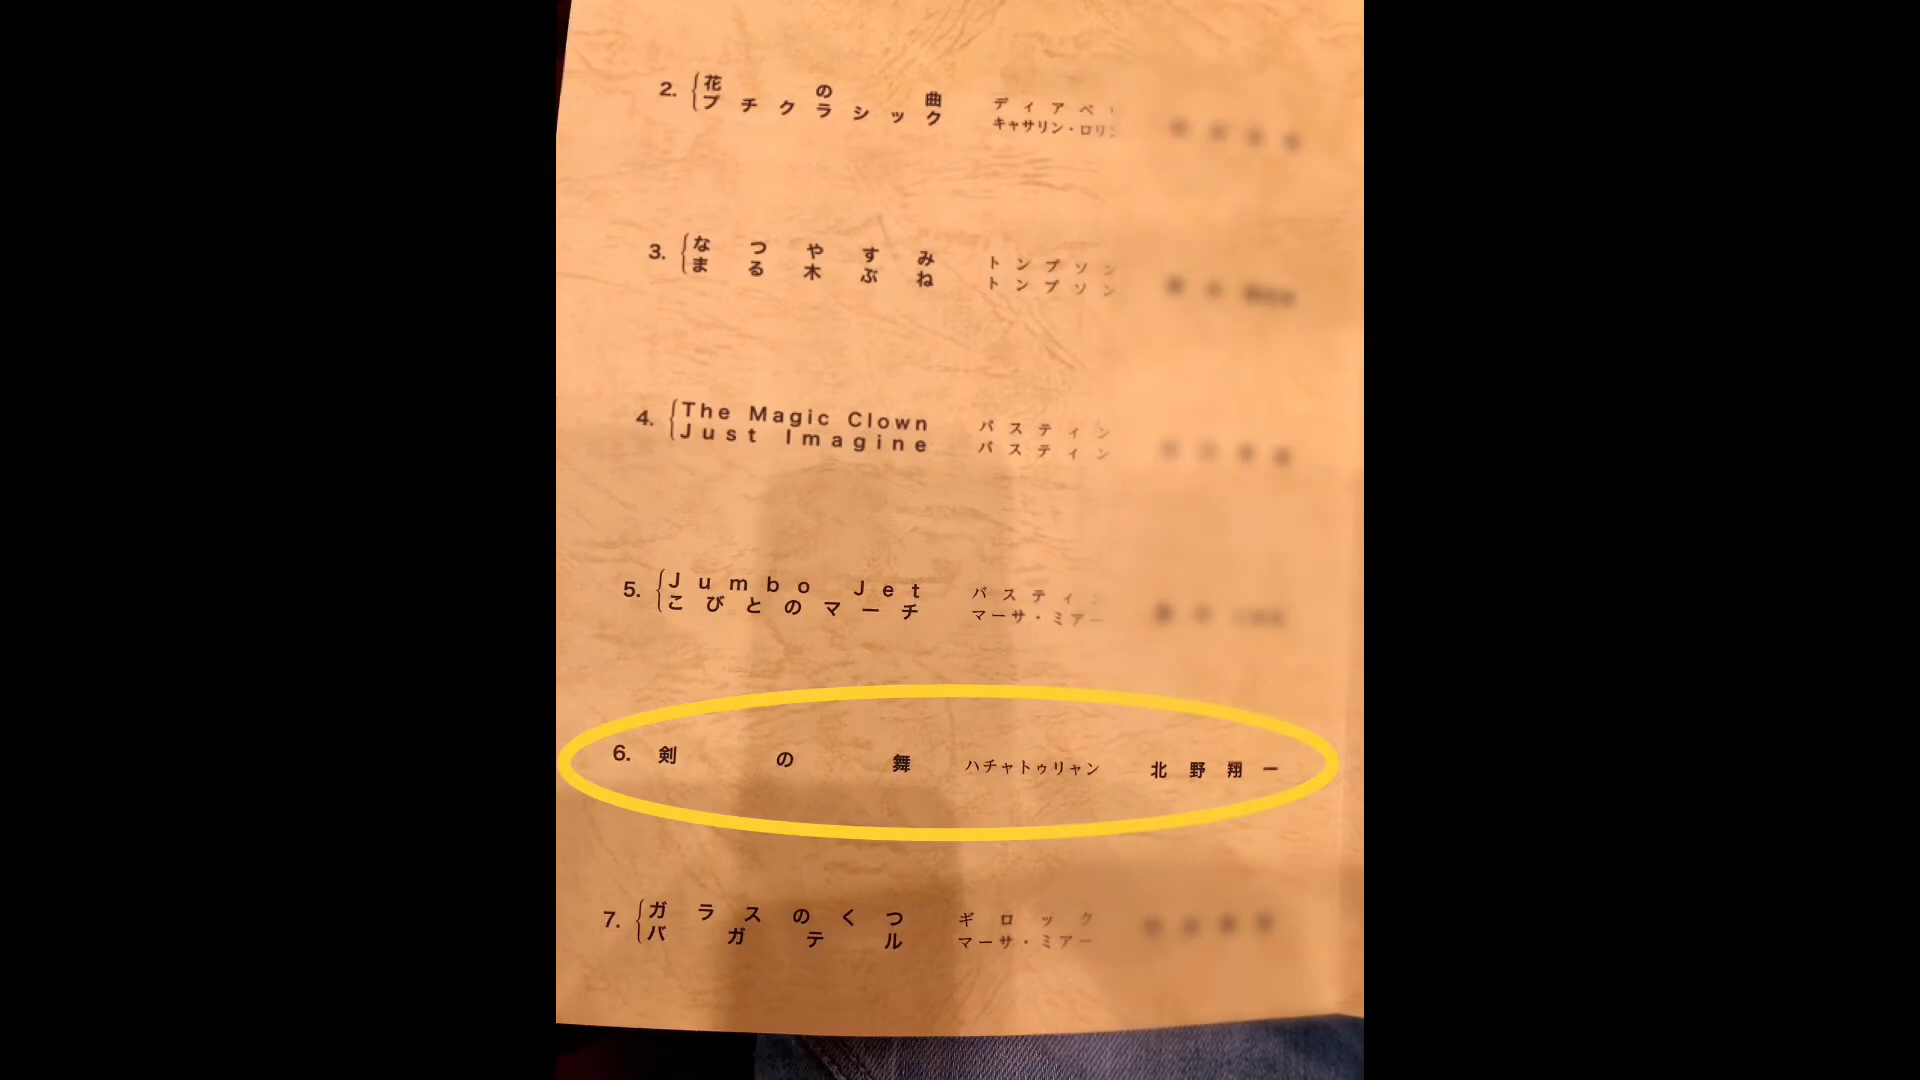 2. 花の曲 ディアベリ
プチクラシック キャサリン・ロリン
3. なつやすみ トンプソン
まる木ぶね トンプソン
4. The Magic Clown バスティン
Just Imagine バスティン
5. Jumbo Jet バスティン
こびとのマーチ マーサ・ミアー
6. 剣の舞 ハチャトゥリャン 北野翔一
7. ガラスのくつ ギロック
バガテル マーサ・ミアー